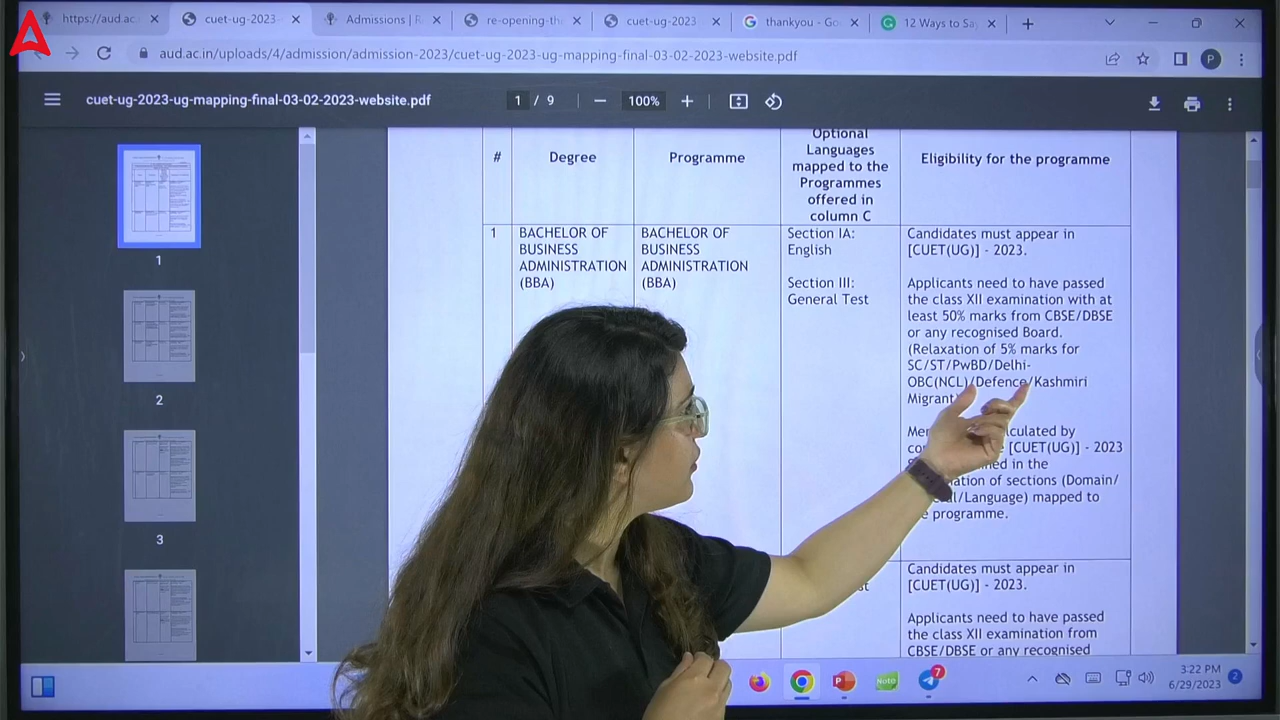 https://aud.ac
cuet-ug-2023-
Admissions |
re-opening-th
cuet-ug-2023
thankyou - Go
12 Ways to Sa
aud.ac.in/uploads/4/admission/admission-2023/cuet-ug-2023-ug-mapping-final-03-02-2023-website.pdf
P
cuet-ug-2023-ug-mapping-final-03-02-2023-website.pdf
1 / 9
100%
#
Degree
Programme
Optional
Languages
mapped to the
Programmes
offered in
column C
Eligibility for the programme
1
BACHELOR OF
BUSINESS
ADMINISTRATION
(BBA)
BACHELOR OF
BUSINESS
ADMINISTRATION
(BBA)
Section IA:
English
Section III:
General Test
Candidates must appear in
[CUET(UG)] - 2023.
Applicants need to have passed
the class XII examination with at
least 50% marks from CBSE/DBSE
or any recognised Board.
(Relaxation of 5% marks for
SC/ST/PwBD/Delhi-
OBC(NCL)/Defence/Kashmiri
Migrant)
by
[CUET(UG)] - 2023
in the
of sections (Domain/
/Language) mapped to
programme.
Candidates must appear in
[CUET(UG)] - 2023.
Applicants need to have passed
the class XII examination from
CBSE/DBSE or any recognised
1
2
3
Nuto
7
3:22 PM
6/29/2023
2